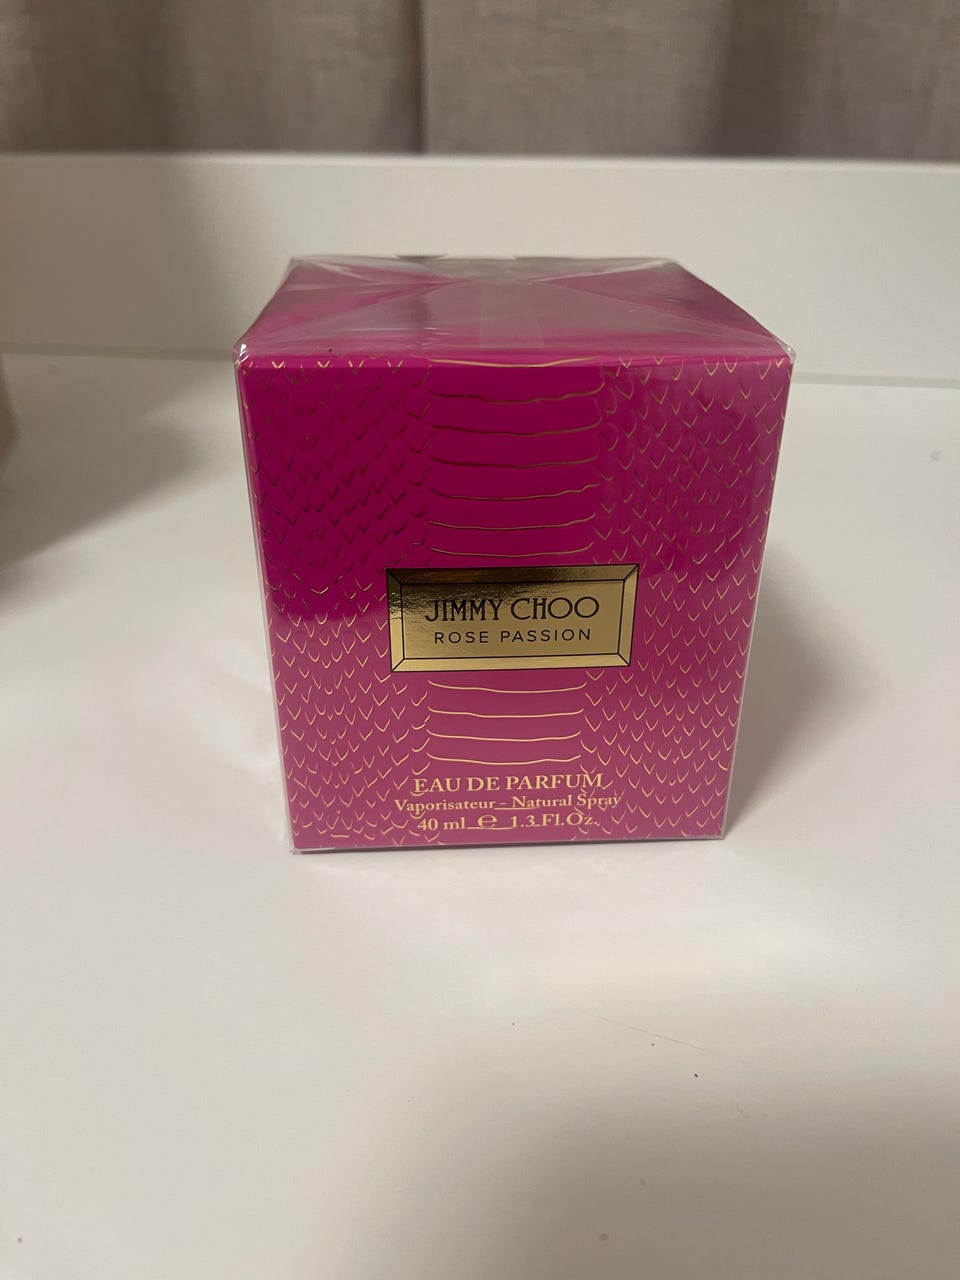 JIMMY CHOO
ROSE PASSION
EAU DE PARFUM
Vaporisateur - Natural Spray
40 ml ℮ 1.3 Fl.Oz.